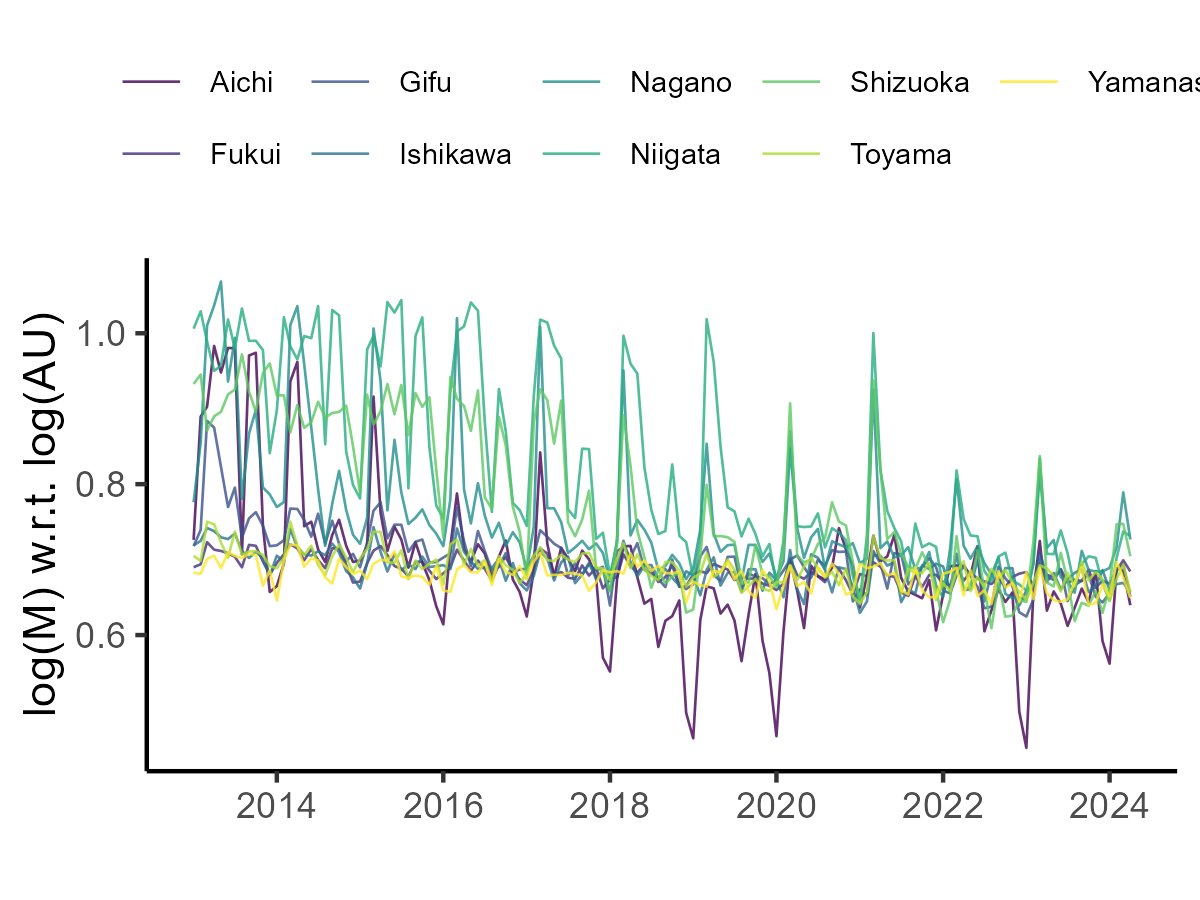 Aichi Gifu Nagano Shizuoka Yamanas
Fukui Ishikawa Niigata Toyama
log(M) w.r.t. log(AU)
1.0
0.8
0.6
2014 2016 2018 2020 2022 2024